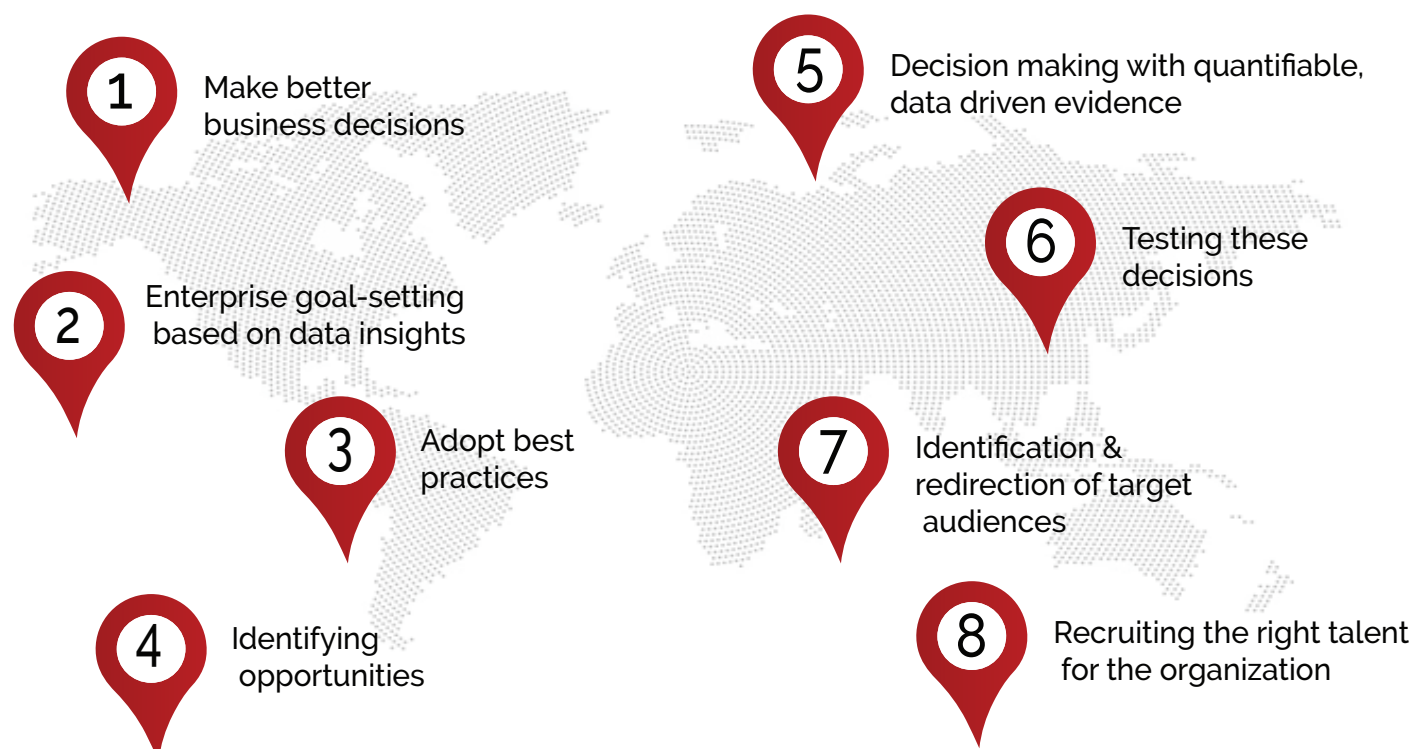 1
Make better
business decisions
2
Enterprise goal-setting
based on data insights
3
Adopt best
practices
4
Identifying
opportunities
5
Decision making with quantifiable,
data driven evidence
6
Testing these
decisions
7
Identification &
redirection of target
audiences
8
Recruiting the right talent
for the organization